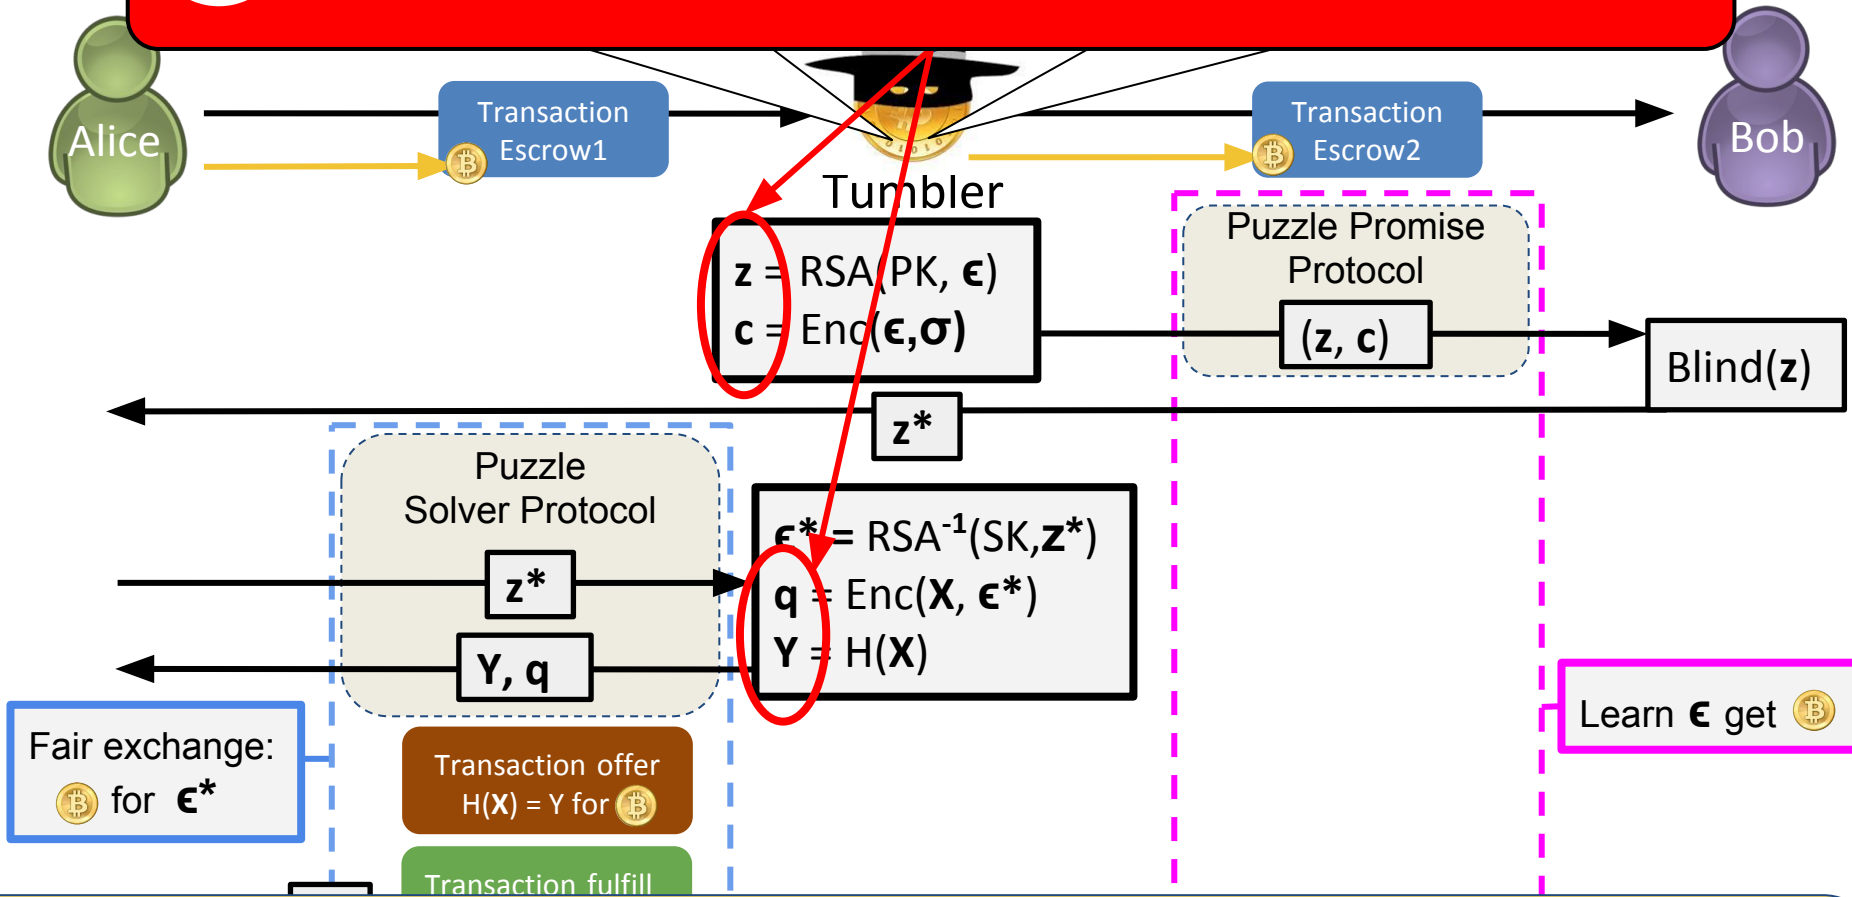 Alice
Transaction
Escrow1
Transaction
Escrow2
Bob
Tumbler
z = RSA(PK, ϵ)
c = Enc(ϵ,σ)
Puzzle Promise
Protocol
(z, c)
Blind(z)
z*
Puzzle
Solver Protocol
z*
Y, q
ϵ* = RSA⁻¹(SK,z*)
q = Enc(X, ϵ*)
Y = H(X)
Fair exchange:
for ϵ*
Transaction offer
H(X) = Y for
Learn ϵ get
Transaction fulfill